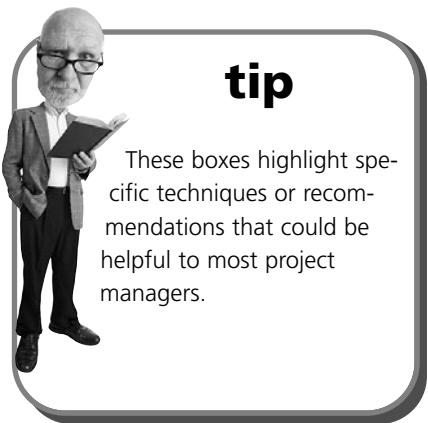 tip
These boxes highlight spe-
cific techniques or recom-
mendations that could be
helpful to most project
managers.